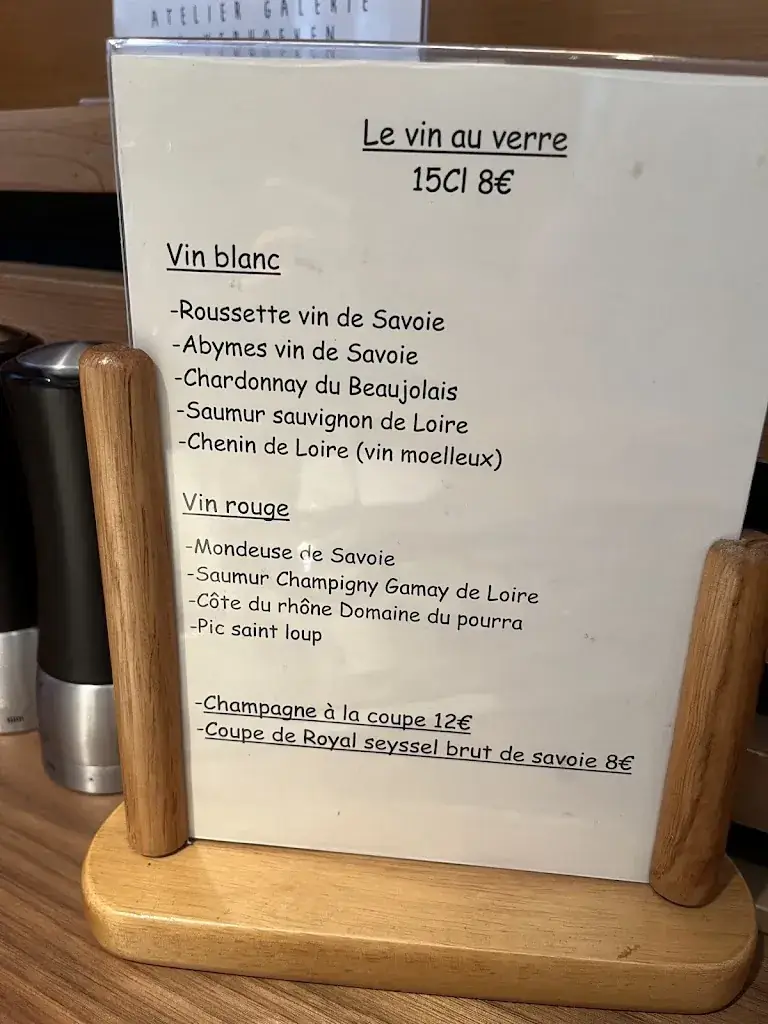 ATELIER GALERIE
Le vin au verre
15Cl 8€
Vin blanc
-Roussette vin de Savoie
-Abymes vin de Savoie
-Chardonnay du Beaujolais
-Saumur sauvignon de Loire
-Chenin de Loire (vin moelleux)
Vin rouge
-Mondeuse de Savoie
-Saumur Champigny Gamay de Loire
-Côte du rhône Domaine du pourra
-Pic saint loup
-Champagne à la coupe 12€
-Coupe de Royal seyssel brut de savoie 8€